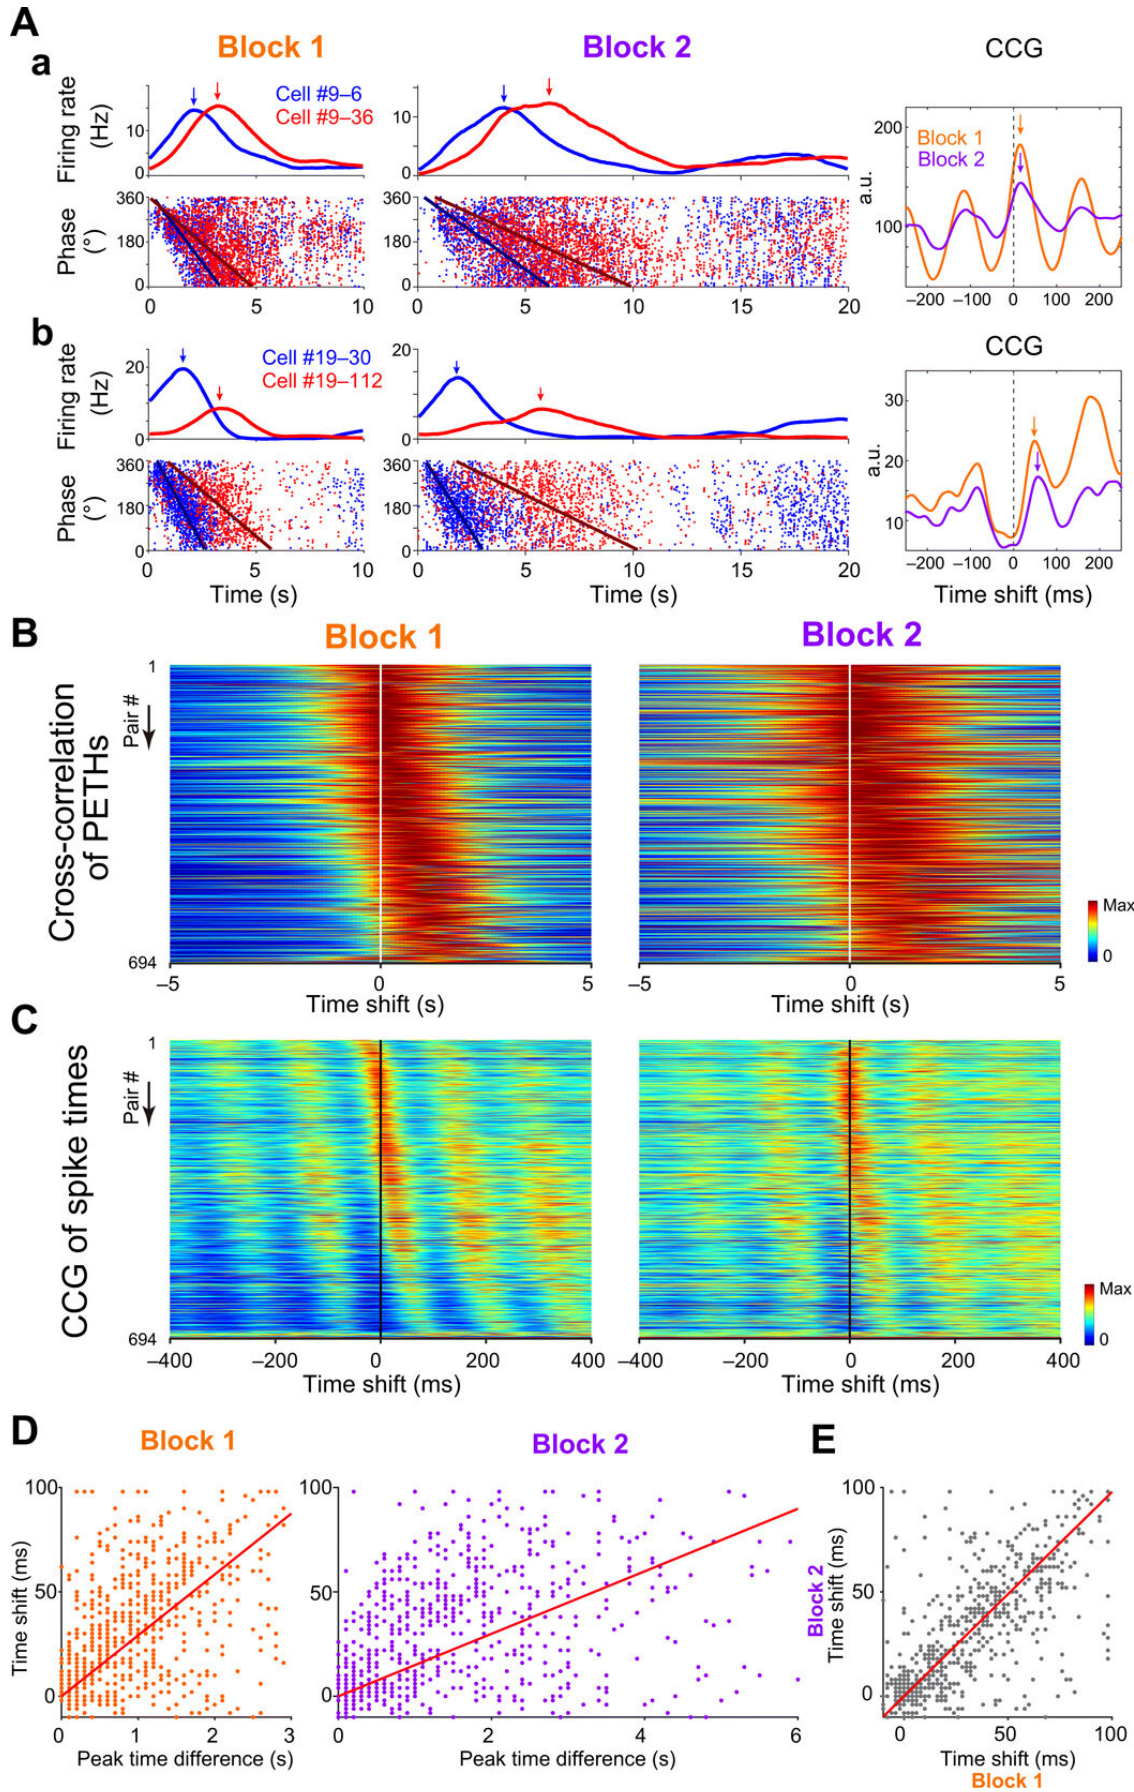 A
Block 1
Block 2
CCG
a
Firing rate
(Hz)
10
0
Cell #9–6
Cell #9–36
10
0
200
100
a.u.
Block 1
Block 2
Phase
(°)
360
180
0
360
180
0
0
5
10
0
5
10
15
20
−200
−100
0
100
200
b
CCG
Firing rate
(Hz)
20
0
Cell #19–30
Cell #19–112
20
0
30
20
10
a.u.
Phase
(°)
360
180
0
360
180
0
0
5
10
0
5
10
15
20
−200
−100
0
100
200
Time (s)
Time (s)
Time shift (ms)
B
Block 1
Block 2
Cross-correlation
of PETHs
1
Pair #
694
Max
0
−5
0
5
−5
0
5
Time shift (s)
Time shift (s)
C
CCG of spike times
1
Pair #
694
Max
0
−400
−200
0
200
400
−400
−200
0
200
400
Time shift (ms)
Time shift (ms)
D
Block 1
Block 2
E
Time shift (ms)
100
50
0
100
50
0
Block 2
Time shift (ms)
100
50
0
0
1
2
3
0
2
4
6
0
50
100
Peak time difference (s)
Peak time difference (s)
Time shift (ms)
Block 1